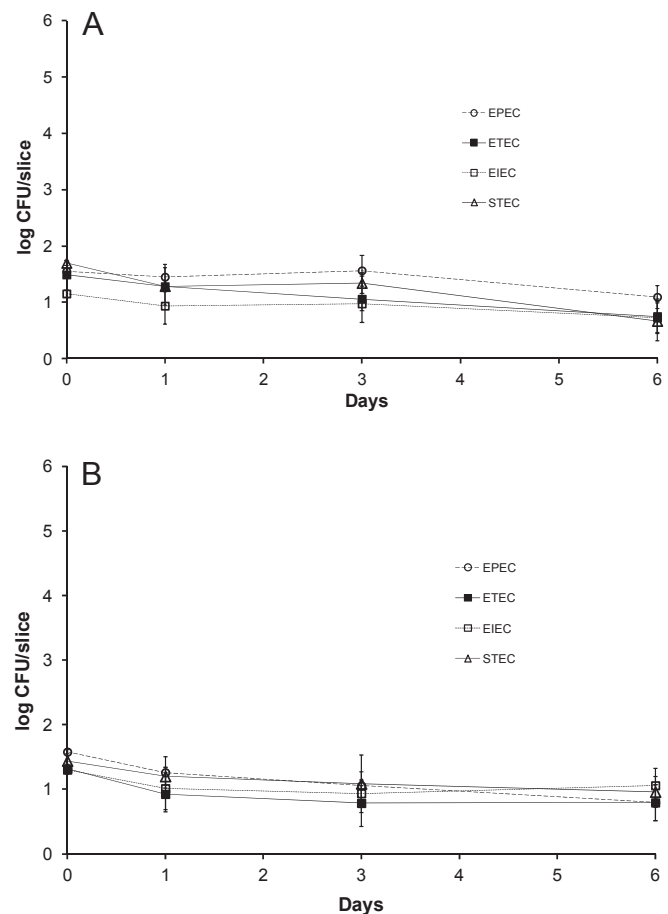 A
6
5
4
3
2
1
0
log CFU/slice
EPEC
ETEC
EIEC
STEC
0 1 2 3 4 5 6
Days
B
6
5
4
3
2
1
0
log CFU/slice
EPEC
ETEC
EIEC
STEC
0 1 2 3 4 5 6
Days